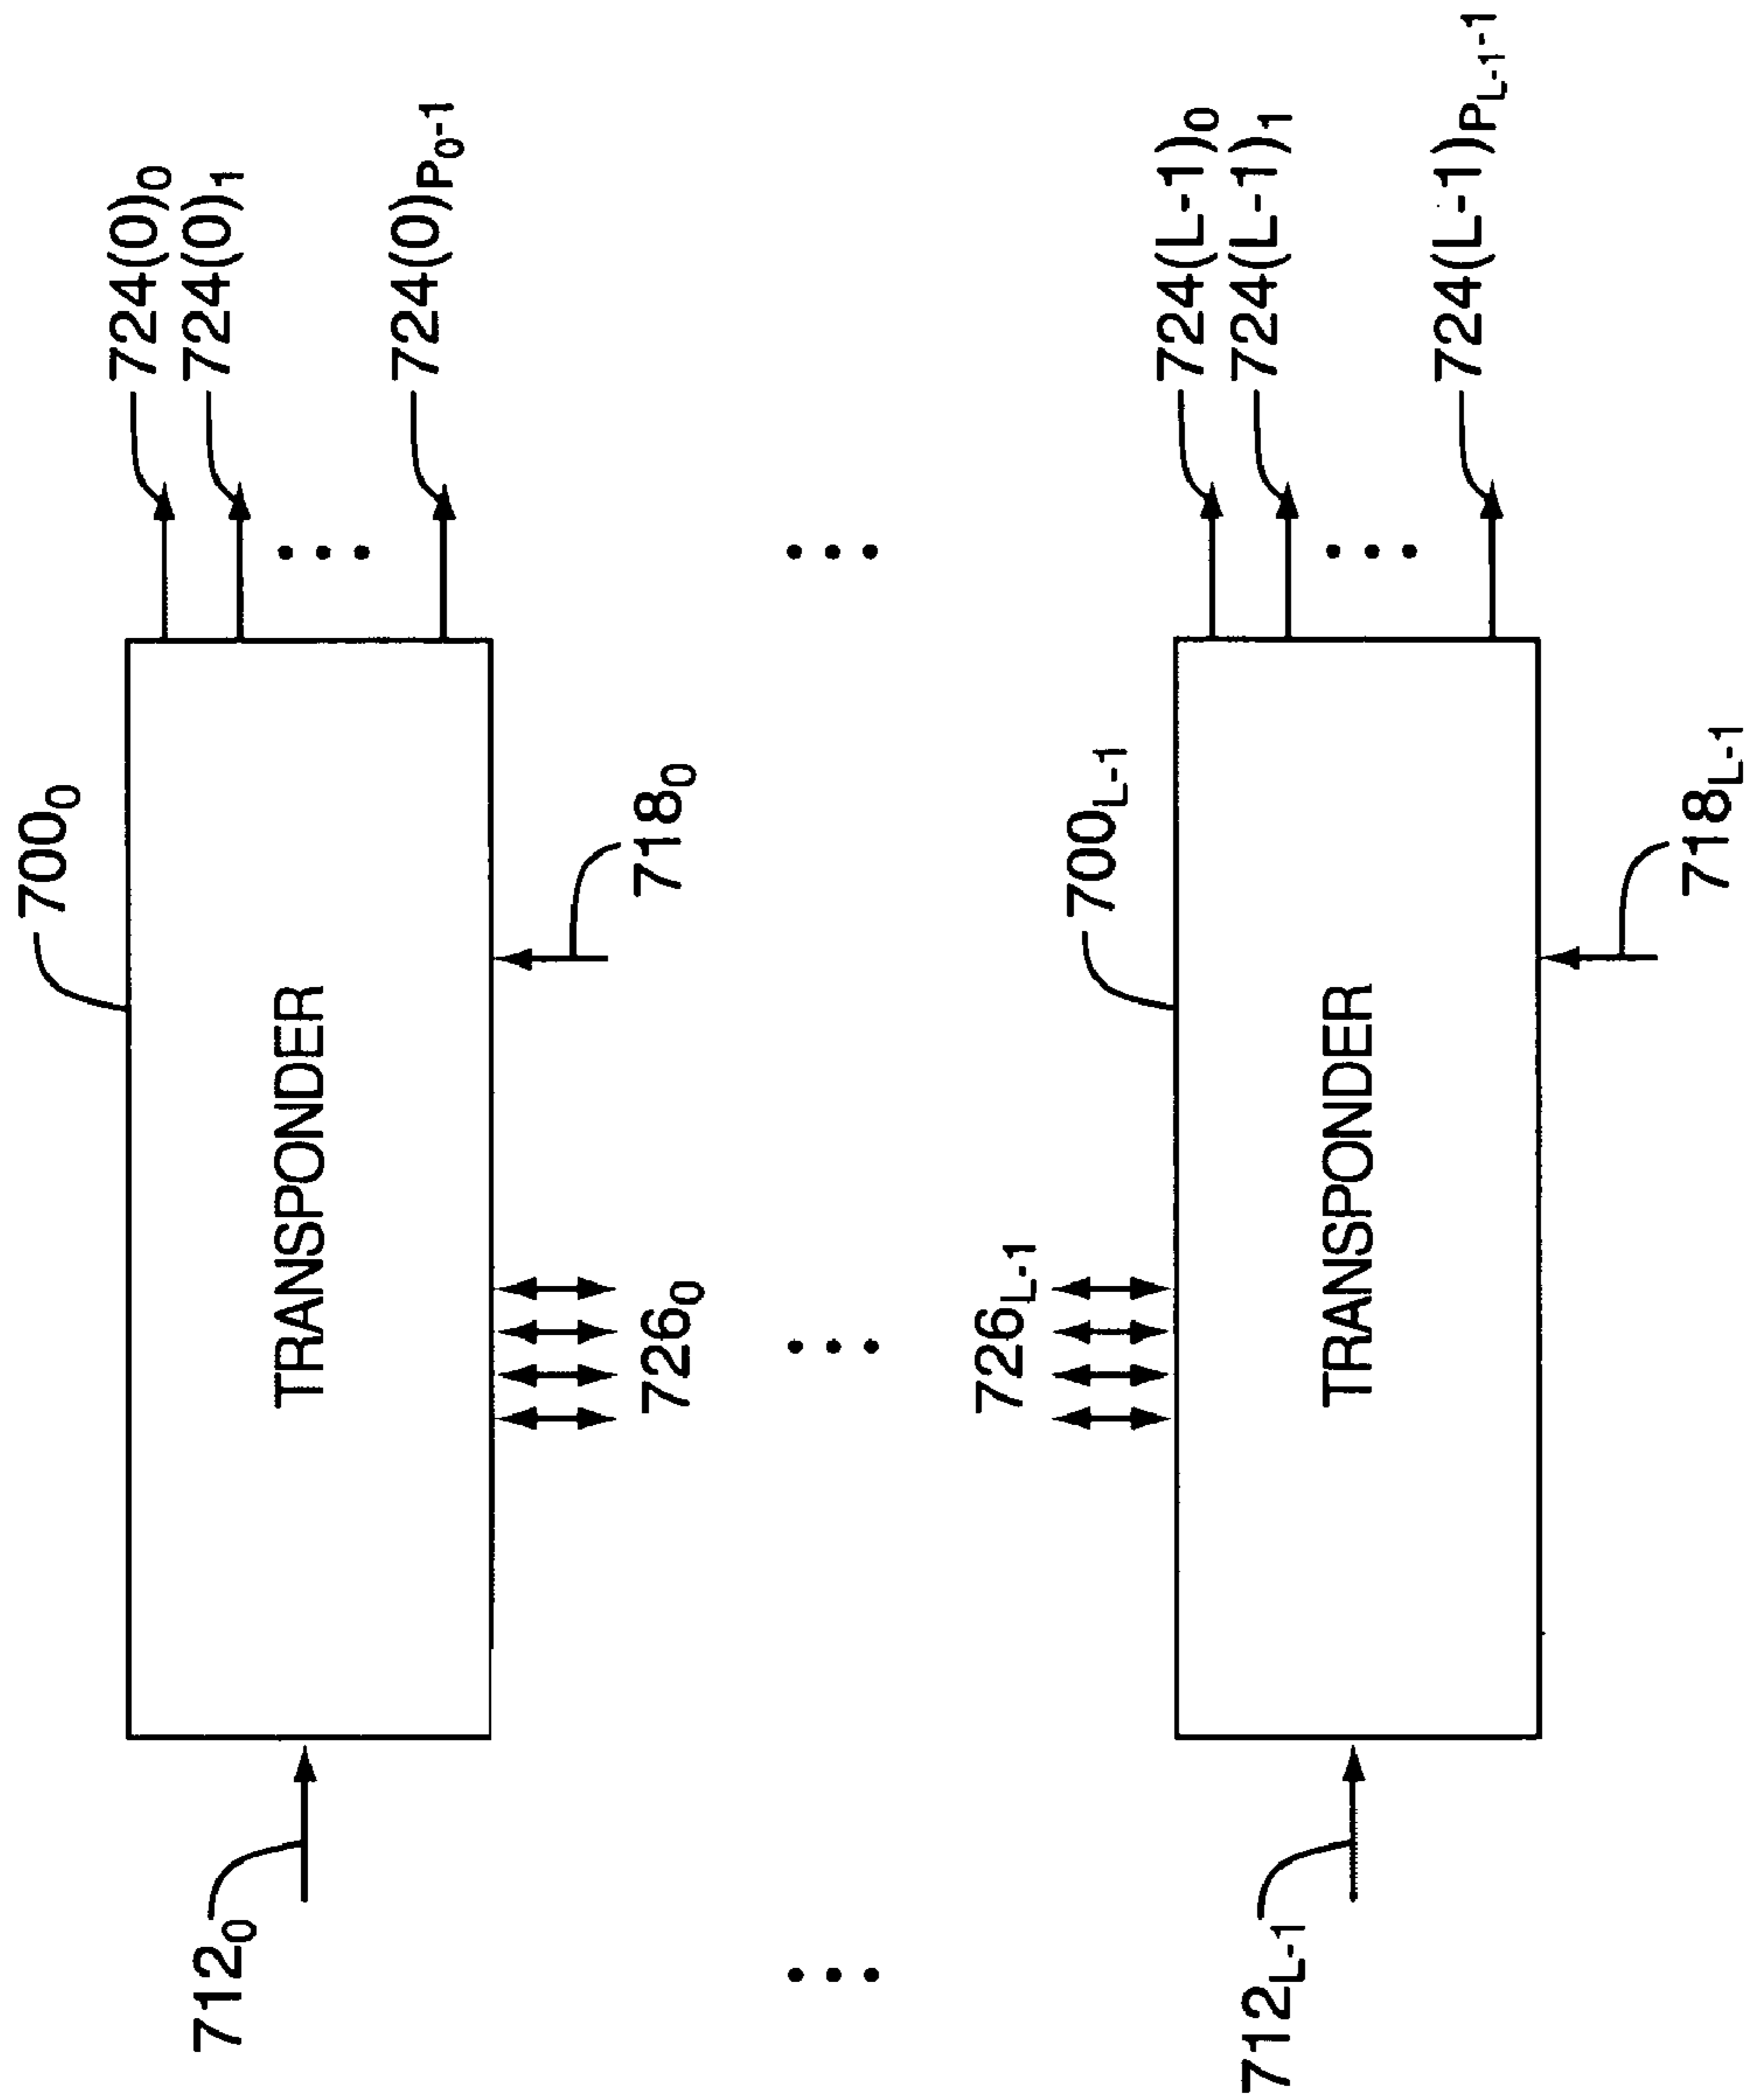 700₀
TRANSPONDER
712₀
724(0)₀
724(0)₁
724(0)P₀-1
718₀
726₀
726L-1
700L-1
TRANSPONDER
712L-1
724(L-1)₀
724(L-1)₁
724(L-1)PL-1-1
718L-1